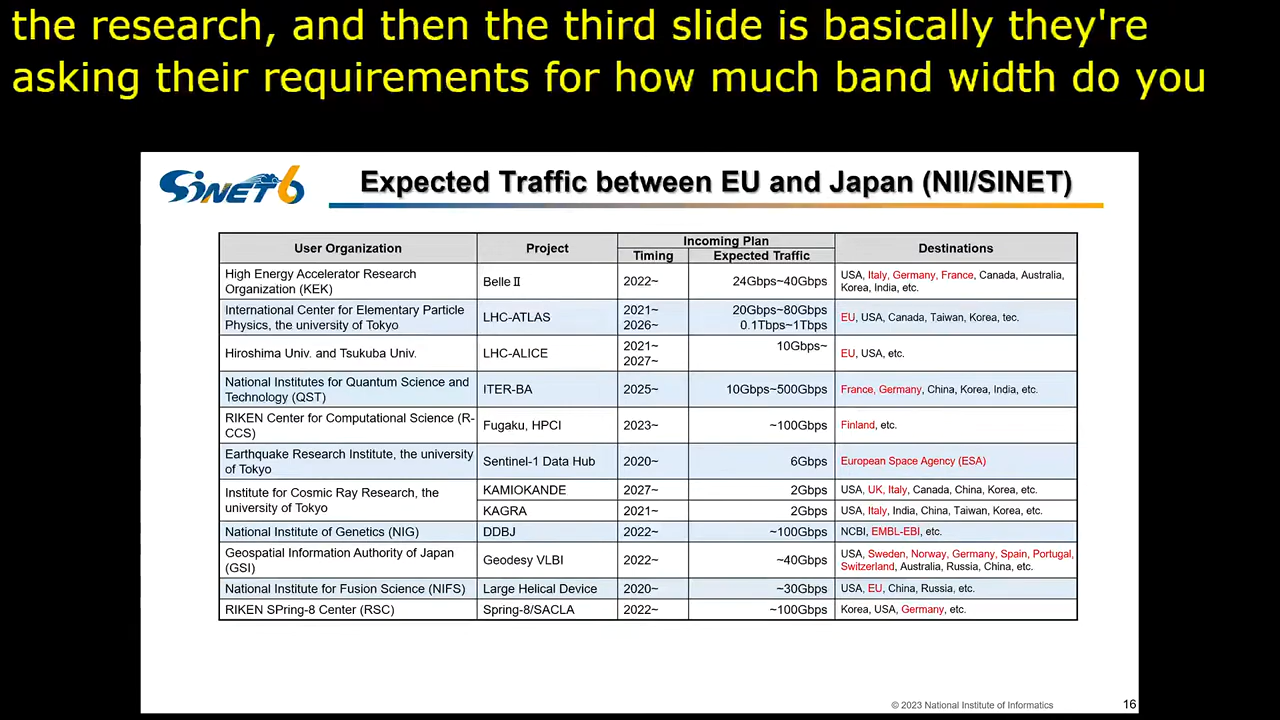 the research, and then the third slide is basically they're
asking their requirements for how much band width do you
SiNET6
Expected Traffic between EU and Japan (NII/SINET)
User Organization
Project
Incoming Plan
Timing
Expected Traffic
Destinations
High Energy Accelerator Research
Organization (KEK)
Belle II
2022~
24Gbps~40Gbps
USA, Italy, Germany, France, Canada, Australia,
Korea, India, etc.
International Center for Elementary Particle
Physics, the university of Tokyo
LHC-ATLAS
2021~
2026~
20Gbps~80Gbps
0.1Tbps~1Tbps
EU, USA, Canada, Taiwan, Korea, tec.
Hiroshima Univ. and Tsukuba Univ.
LHC-ALICE
2021~
2027~
10Gbps~
EU, USA, etc.
National Institutes for Quantum Science and
Technology (QST)
ITER-BA
2025~
10Gbps~500Gbps
France, Germany, China, Korea, India, etc.
RIKEN Center for Computational Science (R-
CCS)
Fugaku, HPCI
2023~
~100Gbps
Finland, etc.
Earthquake Research Institute, the university
of Tokyo
Sentinel-1 Data Hub
2020~
6Gbps
European Space Agency (ESA)
Institute for Cosmic Ray Research, the
university of Tokyo
KAMIOKANDE
2027~
2Gbps
USA, UK, Italy, Canada, China, Korea, etc.
KAGRA
2021~
2Gbps
USA, Italy, India, China, Taiwan, Korea, etc.
National Institute of Genetics (NIG)
DDBJ
2022~
~100Gbps
NCBI, EMBL-EBI, etc.
Geospatial Information Authority of Japan
(GSI)
Geodesy VLBI
2022~
~40Gbps
USA, Sweden, Norway, Germany, Spain, Portugal,
Switzerland, Australia, Russia, China, etc.
National Institute for Fusion Science (NIFS)
Large Helical Device
2020~
~30Gbps
USA, EU, China, Russia, etc.
RIKEN SPring-8 Center (RSC)
Spring-8/SACLA
2022~
~100Gbps
Korea, USA, Germany, etc.
© 2023 National Institute of Informatics
16